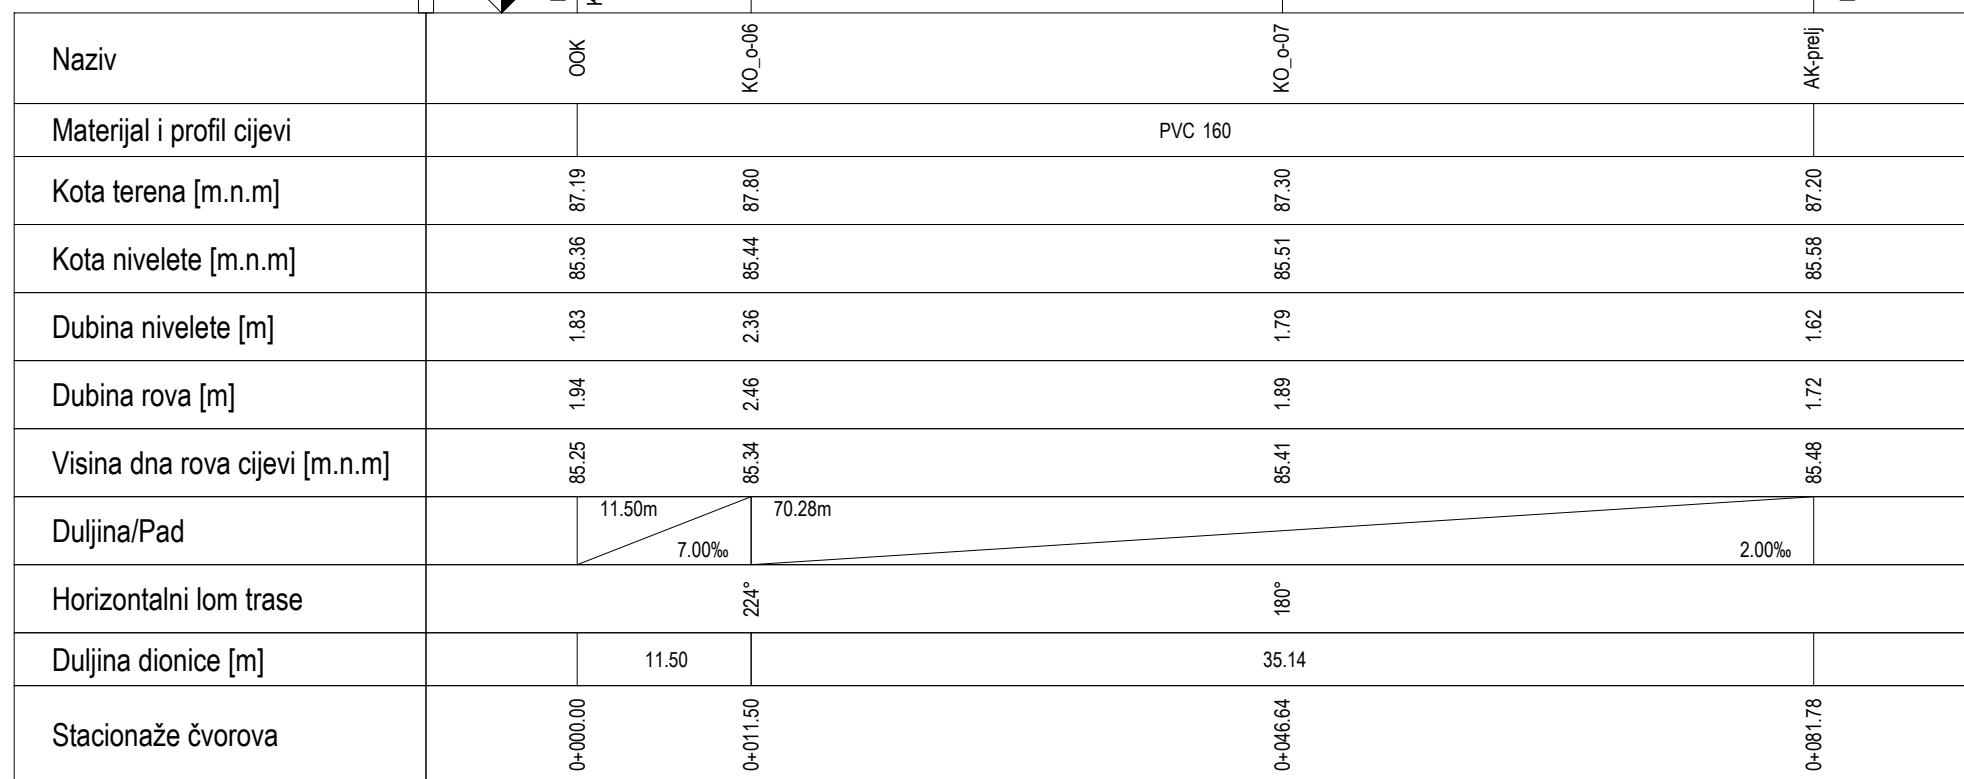 Naziv OOK KO_o-06 KO_o-07 AK-prelj
Materijal i profil cijevi PVC 160
Kota terena [m.n.m] 87.19 87.80 87.30 87.20
Kota nivelete [m.n.m] 85.36 85.44 85.51 85.58
Dubina nivelete [m] 1.83 2.36 1.79 1.62
Dubina rova [m] 1.94 2.46 1.89 1.72
Visina dna rova cijevi [m.n.m] 85.25 85.34 85.41 85.48
Duljina/Pad 11.50m 7.00‰ 70.28m 2.00‰
Horizontalni lom trase 224° 180°
Duljina dionice [m] 11.50 35.14
Stacionaže čvorova 0+000.00 0+011.50 0+046.64 0+081.78